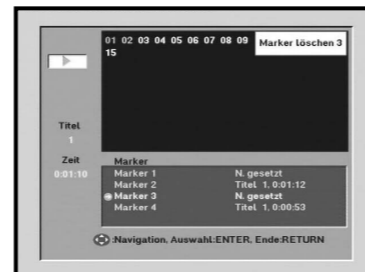 01 02 03 04 05 06 07 08 09
15
Marker löschen 3
Titel
1
Zeit
0:01:10
Marker
Marker 1 N. gesetzt
Marker 2 Titel 1, 0:01:12
Marker 3 N. gesetzt
Marker 4 Titel 1, 0:00:53
:Navigation. Auswahl:ENTER. Ende:RETURN